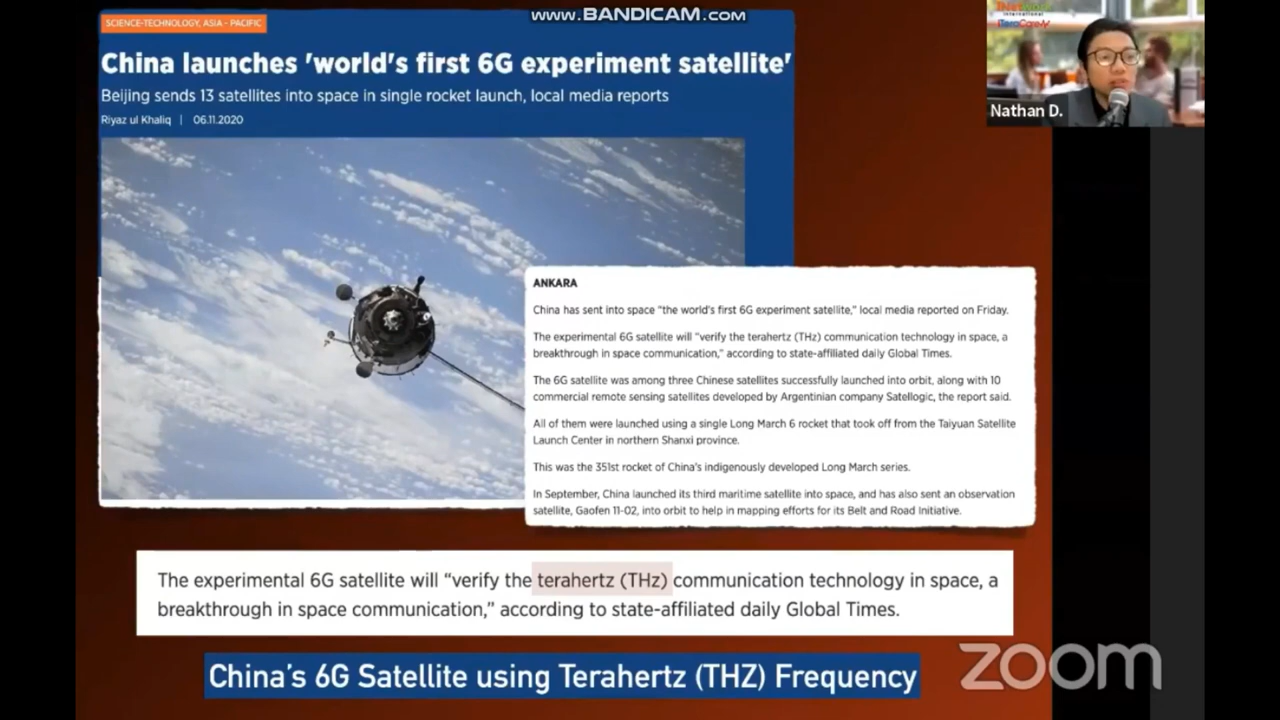 www.BANDICAM.com
SCIENCE-TECHNOLOGY, ASIA - PACIFIC
China launches 'world's first 6G experiment satellite'
Beijing sends 13 satellites into space in single rocket launch, local media reports
Riyaz ul Khaliq | 06.11.2020
iTeraCare
Nathan D.
ANKARA
China has sent into space "the world's first 6G experiment satellite," local media reported on Friday.
The experimental 6G satellite will "verify the terahertz (THz) communication technology in space, a
breakthrough in space communication," according to state-affiliated daily Global Times.
The 6G satellite was among three Chinese satellites successfully launched into orbit, along with 10
commercial remote sensing satellites developed by Argentinian company Satellogic, the report said.
All of them were launched using a single Long March 6 rocket that took off from the Taiyuan Satellite
Launch Center in northern Shanxi province.
This was the 351st rocket of China's indigenously developed Long March series.
In September, China launched its third maritime satellite into space, and has also sent an observation
satellite, Gaofen 11-02, into orbit to help in mapping efforts for its Belt and Road Initiative.
The experimental 6G satellite will "verify the terahertz (THz) communication technology in space, a
breakthrough in space communication," according to state-affiliated daily Global Times.
China's 6G Satellite using Terahertz (THZ) Frequency
zoom